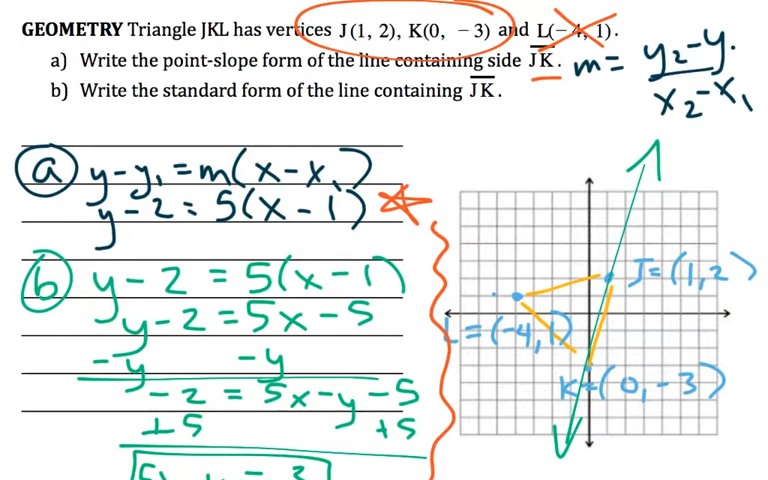 GEOMETRY Triangle JKL has vertices J(1, 2), K(0, − 3) and L(− 4, 1).
a) Write the point-slope form of the line containing side JK.
b) Write the standard form of the line containing JK.
m = y₂ - y. / x₂ - x₁
a y - y₁ = m(x - x₁)
y - 2 = 5(x - 1)
b y - 2 = 5(x - 1)
y - 2 = 5x - 5
-y -y
-2 = 5x - y - 5
+5 +5
J = (1, 2)
L = (-4, 1)
K = (0, -3)